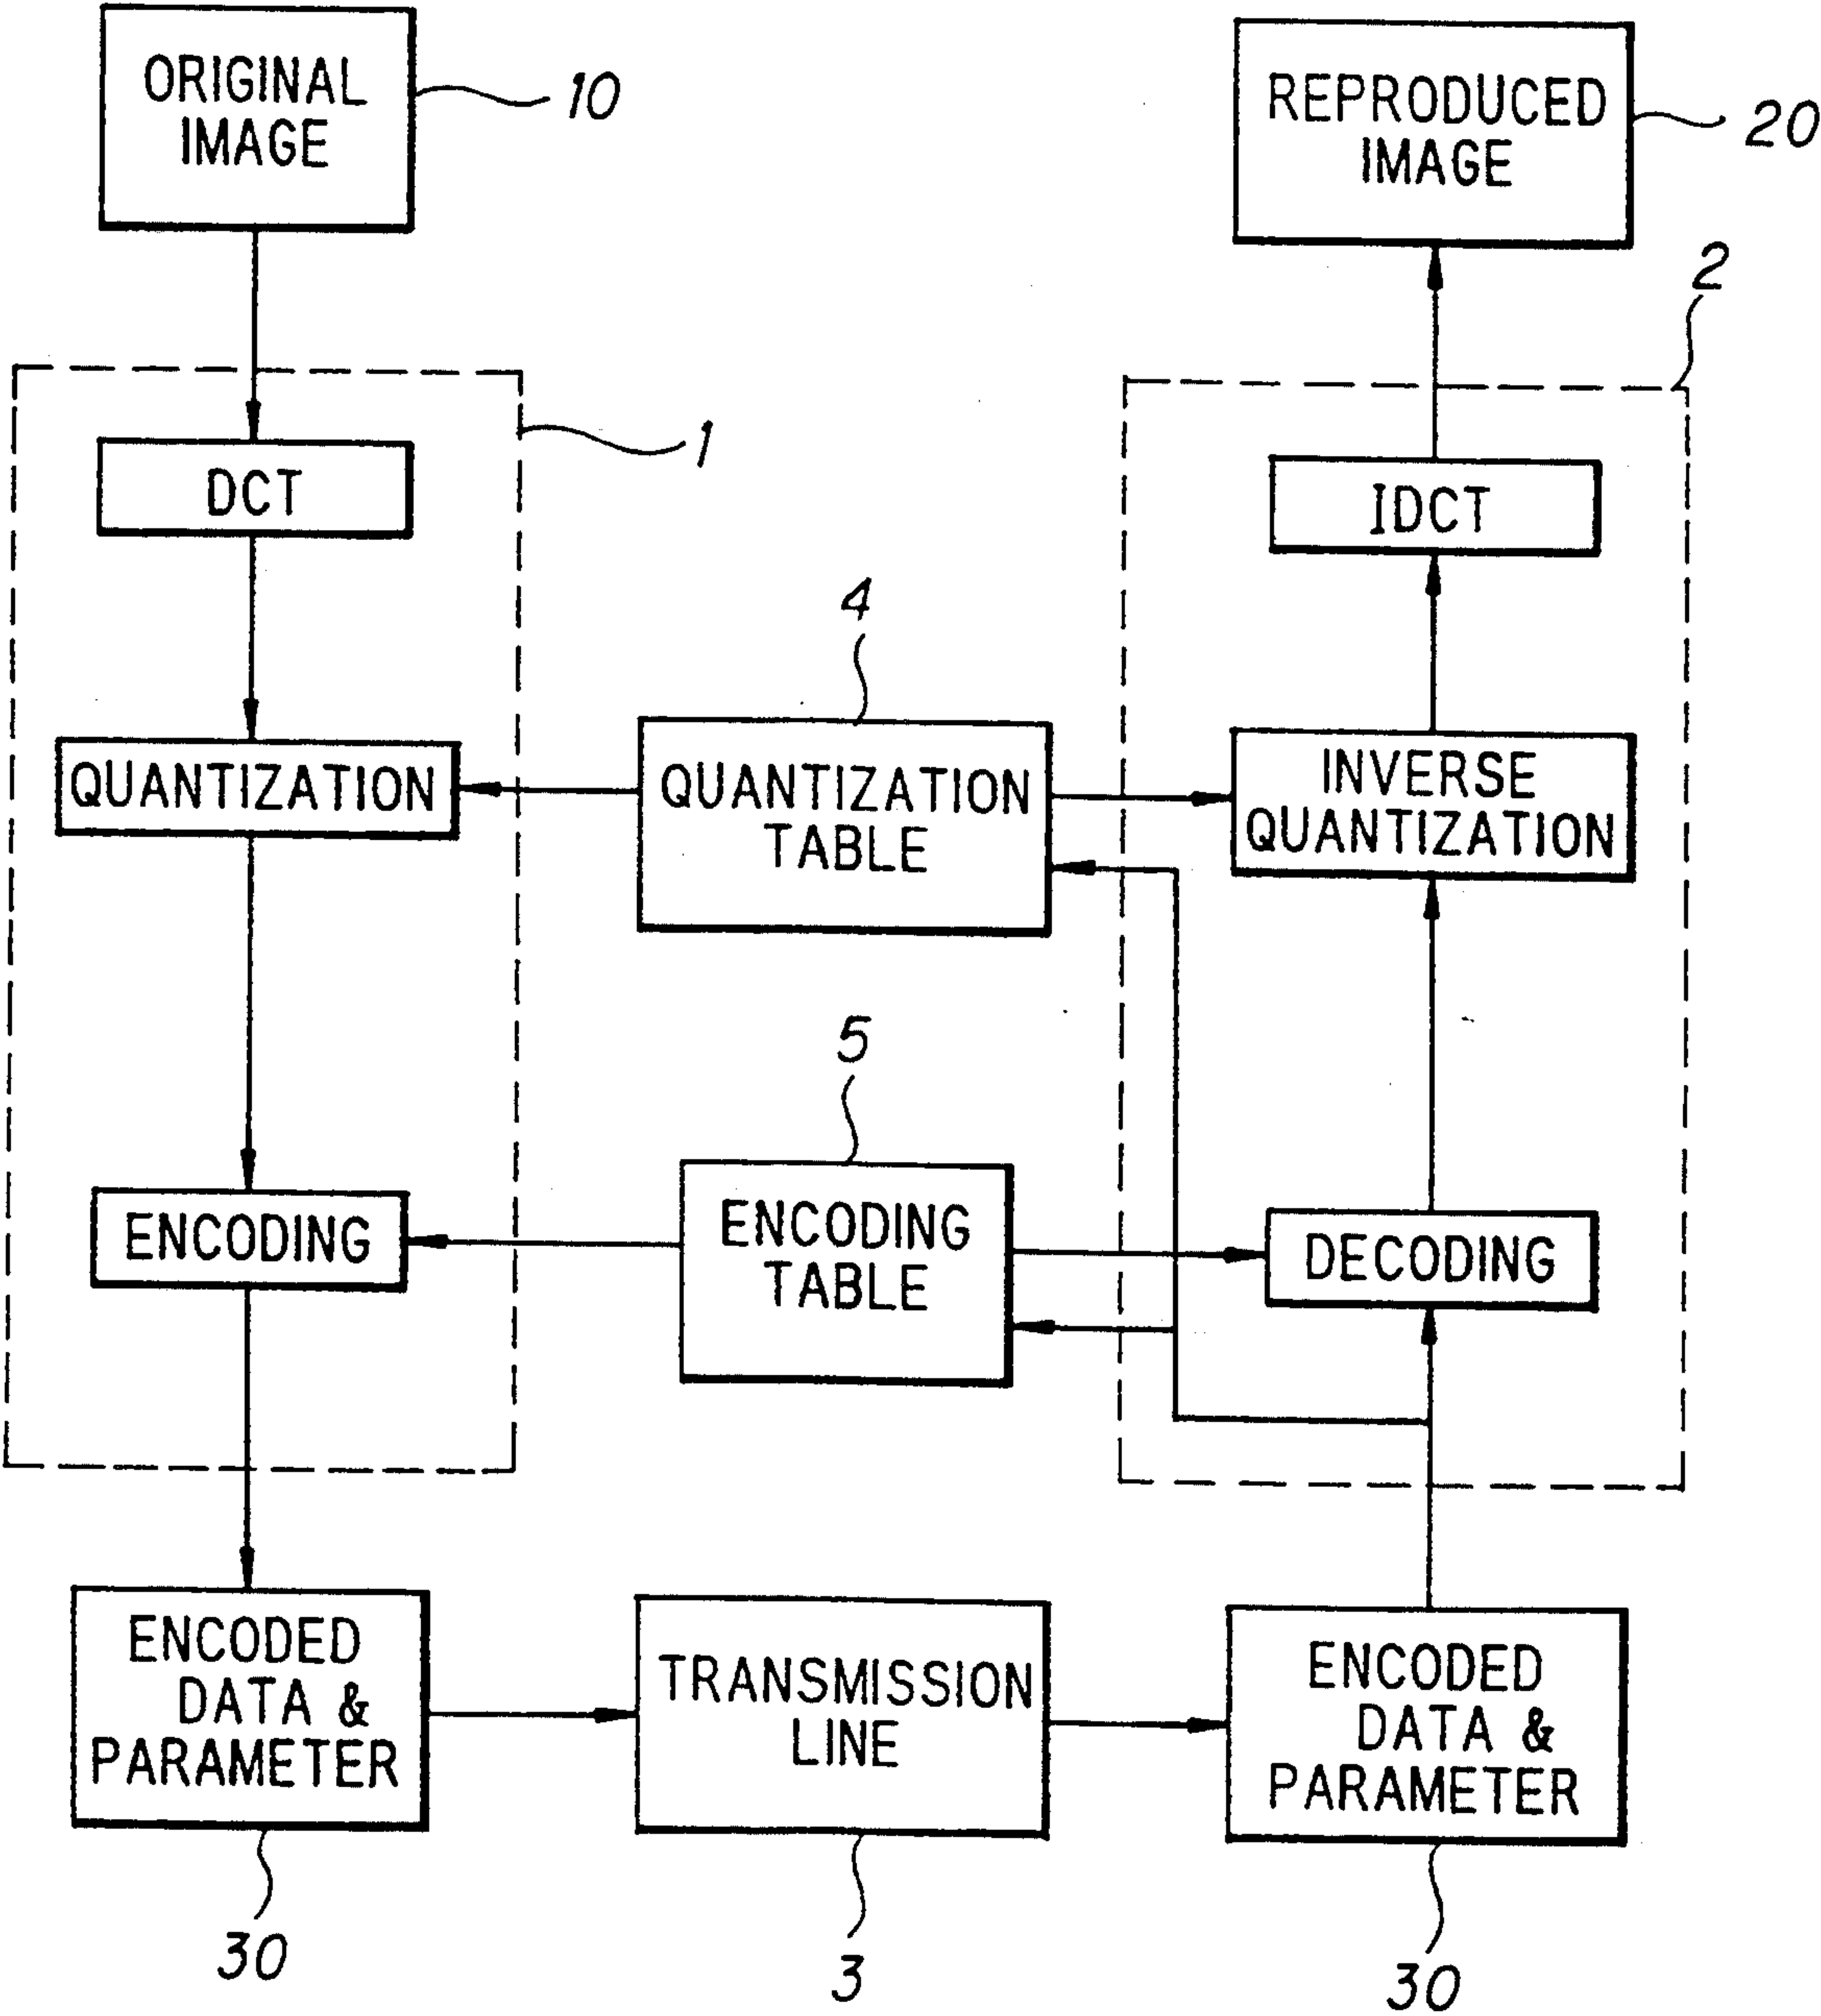 ORIGINAL
IMAGE
10
REPRODUCED
IMAGE
20
2
1
DCT
IDCT
4
QUANTIZATION
QUANTIZATION
TABLE
INVERSE
QUANTIZATION
5
ENCODING
ENCODING
TABLE
DECODING
ENCODED
DATA &
PARAMETER
TRANSMISSION
LINE
ENCODED
DATA &
PARAMETER
30
3
30